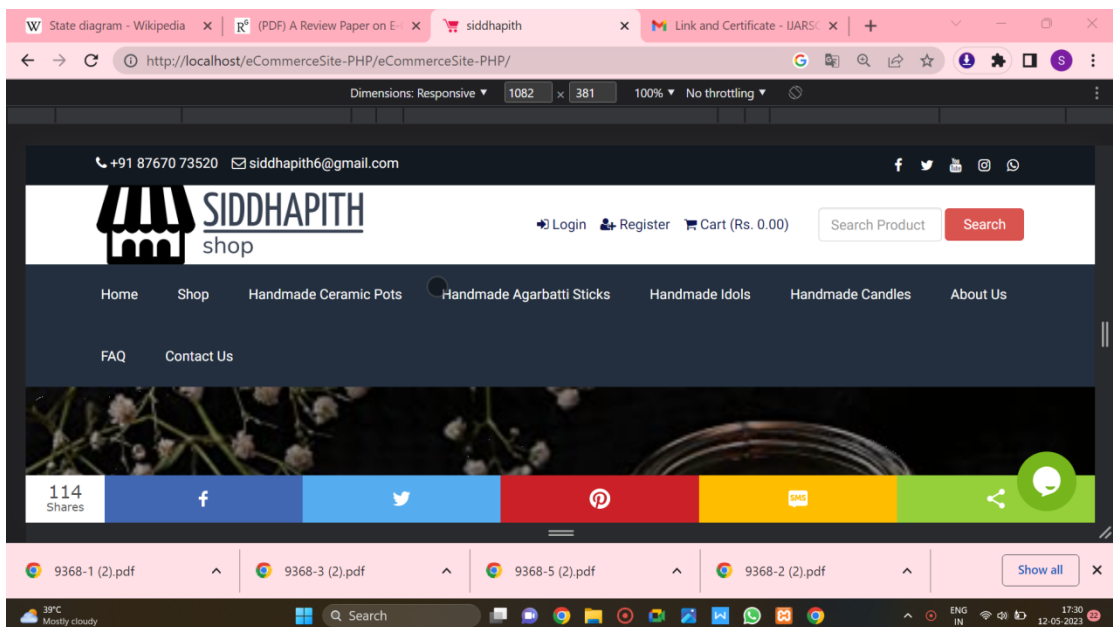 W State diagram - Wikipedia
R⁶ (PDF) A Review Paper on E-
siddhapith
Link and Certificate - IJARSC
http://localhost/eCommerceSite-PHP/eCommerceSite-PHP/
G
S
Dimensions: Responsive ▼ 1082 × 381 100% ▼ No throttling ▼
+91 87670 73520 siddhapith6@gmail.com
SIDDHAPITH
shop
Login Register Cart (Rs. 0.00) Search Product Search
Home Shop Handmade Ceramic Pots Handmade Agarbatti Sticks Handmade Idols Handmade Candles About Us
FAQ Contact Us
114
Shares
SMS
9368-1 (2).pdf 9368-3 (2).pdf 9368-5 (2).pdf 9368-2 (2).pdf Show all
39°C
Mostly cloudy
Search
ENG
IN
17:30
12-05-2023
22